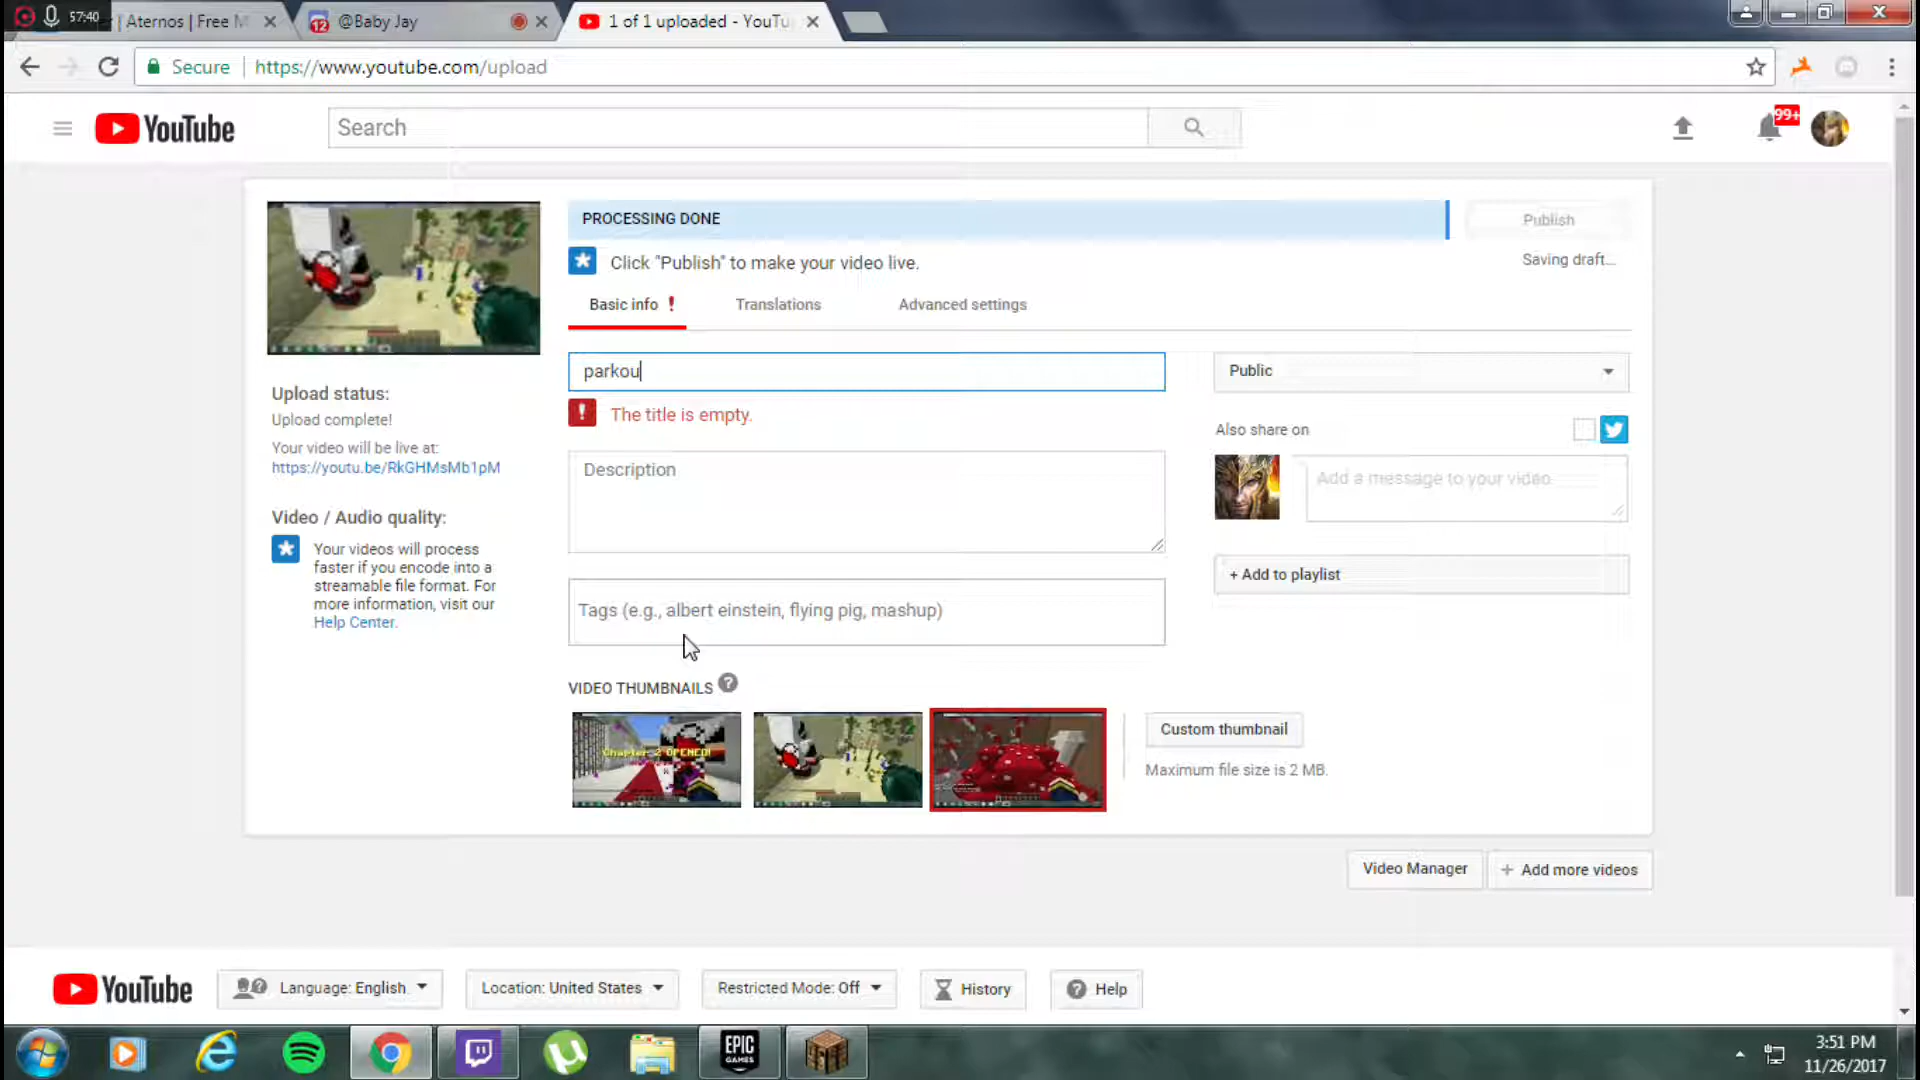 57:40
Aternos | Free M
12
@Baby Jay
1 of 1 uploaded - YouTu
Secure
https://www.youtube.com/upload
YouTube
Search
99+
PROCESSING DONE
Publish
Click "Publish" to make your video live.
Saving draft...
Basic info !
Translations
Advanced settings
parkou
Public
The title is empty.
Upload status:
Upload complete!
Your video will be live at:
https://youtu.be/RkGHMsMb1pM
Also share on
Description
Add a message to your video
Video / Audio quality:
Your videos will process
faster if you encode into a
streamable file format. For
more information, visit our
Help Center.
+ Add to playlist
Tags (e.g., albert einstein, flying pig, mashup)
VIDEO THUMBNAILS
Chapter 2 OPENED!
Custom thumbnail
Maximum file size is 2 MB.
Video Manager
+ Add more videos
YouTube
Language: English
Location: United States
Restricted Mode: Off
History
Help
EPIC
GAMES
3:51 PM
11/26/2017